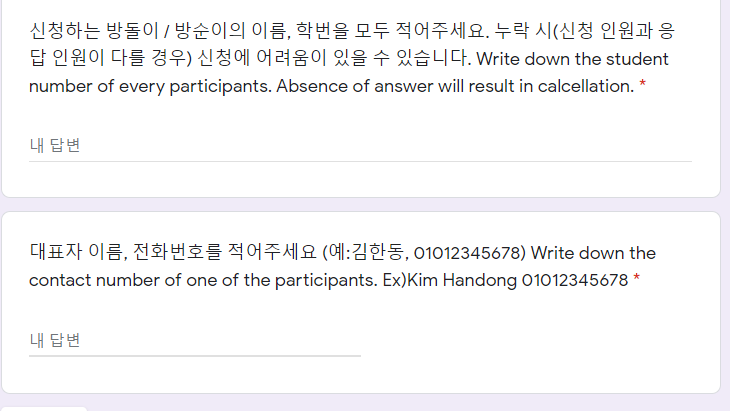 신청하는 방돌이 / 방순이의 이름, 학번을 모두 적어주세요. 누락 시(신청 인원과 응
답 인원이 다를 경우) 신청에 어려움이 있을 수 있습니다. Write down the student
number of every participants. Absence of answer will result in calcellation. *
내 답변
대표자 이름, 전화번호를 적어주세요 (예:김한동, 01012345678) Write down the
contact number of one of the participants. Ex)Kim Handong 01012345678 *
내 답변